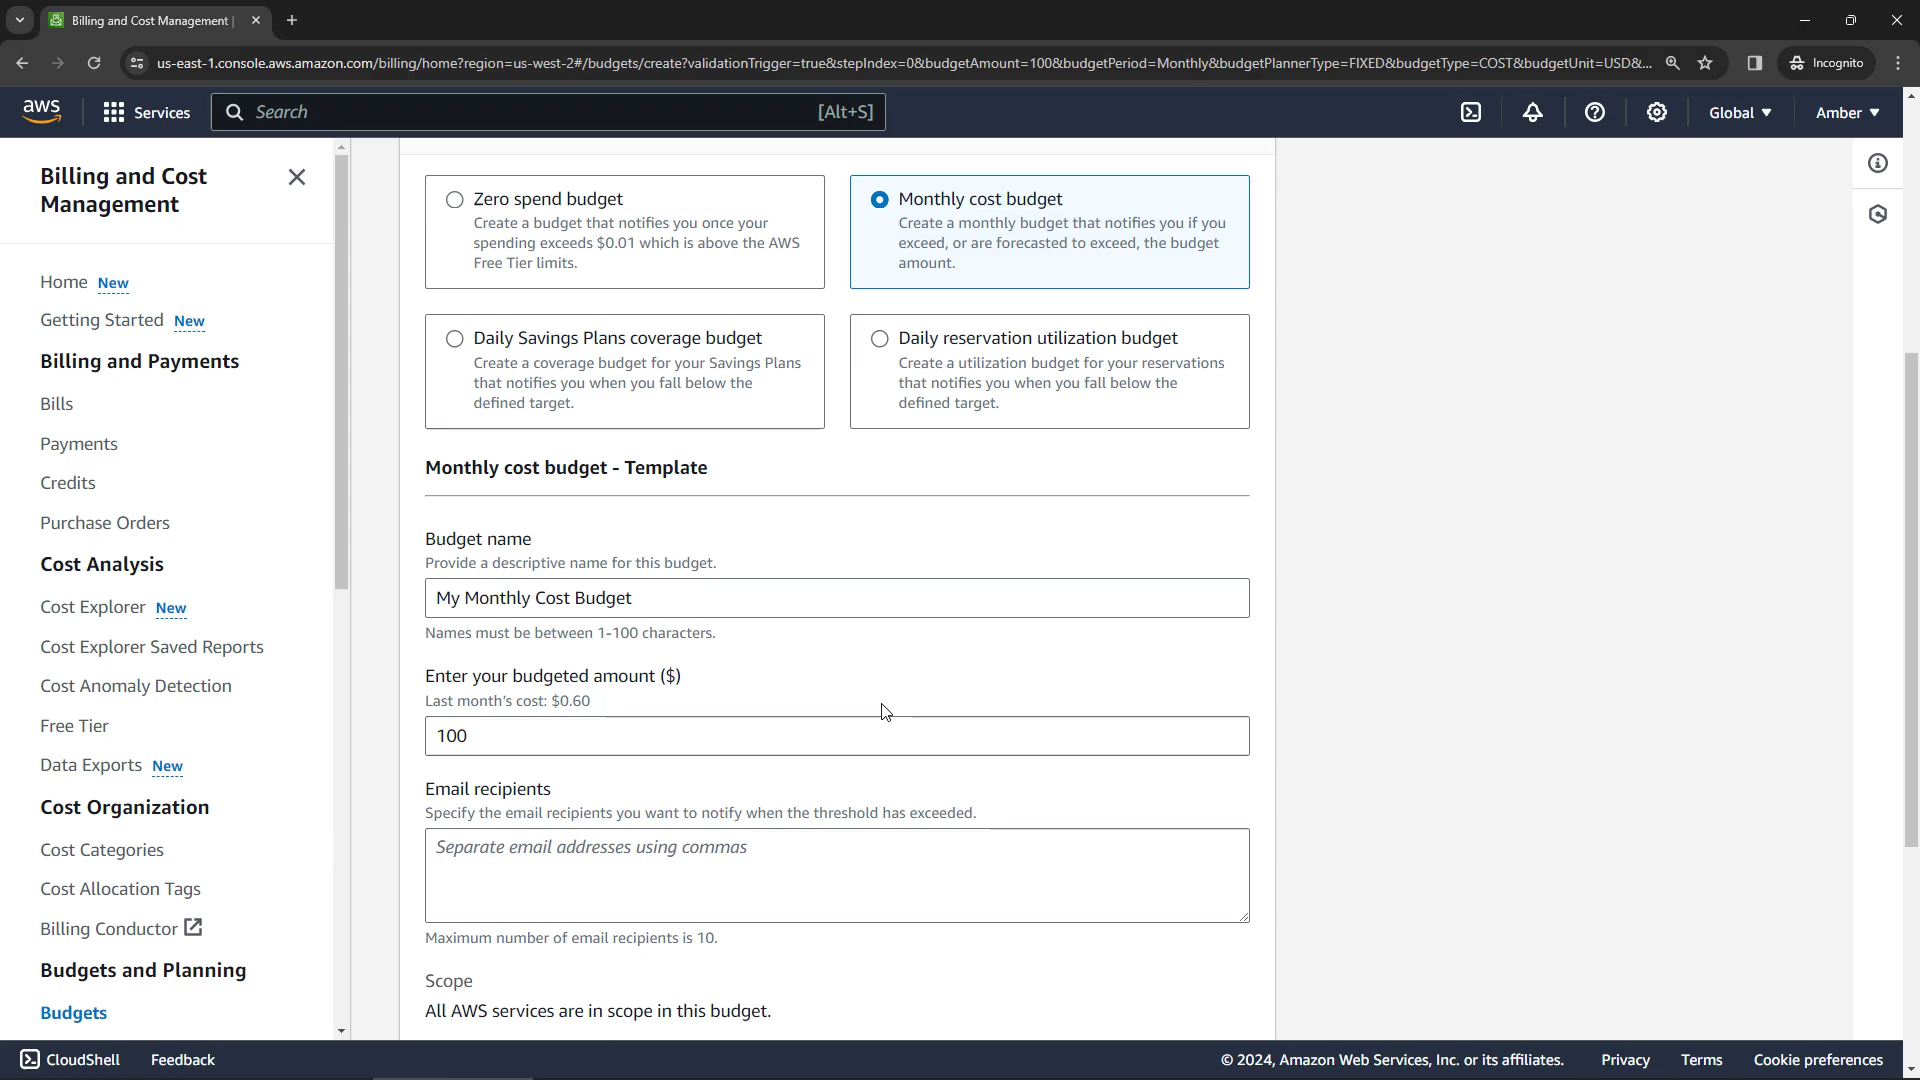 Billing and Cost Management |
us-east-1.console.aws.amazon.com/billing/home?region=us-west-2#/budgets/create?validationTrigger=true&stepIndex=0&budgetAmount=100&budgetPeriod=Monthly&budgetPlannerType=FIXED&budgetType=COST&budgetUnit=USD&...
Incognito
aws
Services
Search
[Alt+S]
Global
Amber
Billing and Cost
Management
Home New
Getting Started New
Billing and Payments
Bills
Payments
Credits
Purchase Orders
Cost Analysis
Cost Explorer New
Cost Explorer Saved Reports
Cost Anomaly Detection
Free Tier
Data Exports New
Cost Organization
Cost Categories
Cost Allocation Tags
Billing Conductor
Budgets and Planning
Budgets
Zero spend budget
Create a budget that notifies you once your
spending exceeds $0.01 which is above the AWS
Free Tier limits.
Monthly cost budget
Create a monthly budget that notifies you if you
exceed, or are forecasted to exceed, the budget
amount.
Daily Savings Plans coverage budget
Create a coverage budget for your Savings Plans
that notifies you when you fall below the
defined target.
Daily reservation utilization budget
Create a utilization budget for your reservations
that notifies you when you fall below the
defined target.
Monthly cost budget - Template
Budget name
Provide a descriptive name for this budget.
My Monthly Cost Budget
Names must be between 1-100 characters.
Enter your budgeted amount ($)
Last month's cost: $0.60
100
Email recipients
Specify the email recipients you want to notify when the threshold has exceeded.
Separate email addresses using commas
Maximum number of email recipients is 10.
Scope
All AWS services are in scope in this budget.
CloudShell
Feedback
© 2024, Amazon Web Services, Inc. or its affiliates.
Privacy
Terms
Cookie preferences